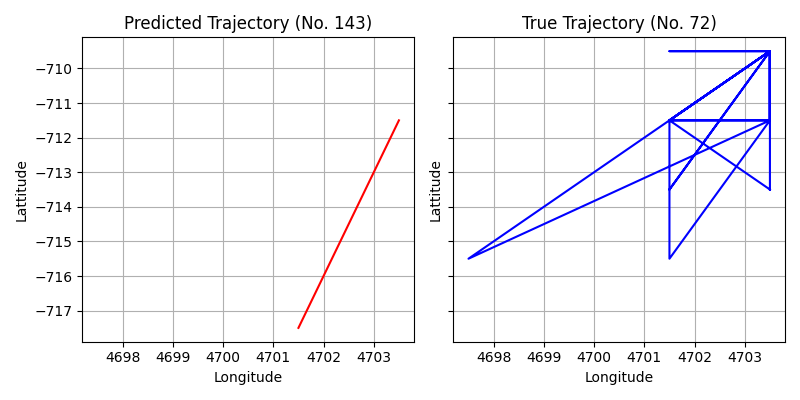 Predicted Trajectory (No. 143)
True Trajectory (No. 72)
−710
−711
−712
−713
−714
−715
−716
−717
Lattitude
Lattitude
4698 4699 4700 4701 4702 4703
4698 4699 4700 4701 4702 4703
Longitude
Longitude